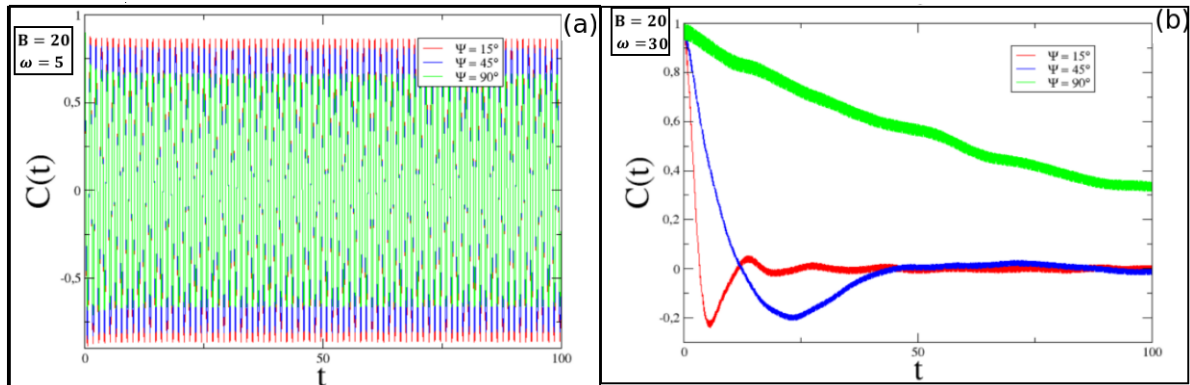 (a)
B = 20
ω = 5
Ψ = 15°
Ψ = 45°
Ψ = 90°
1
0,5
0
-0,5
C(t)
0
50
100
t
(b)
B = 20
ω = 30
Ψ = 15°
Ψ = 45°
Ψ = 90°
1
0,8
0,6
0,4
0,2
0
-0,2
C(t)
0
50
100
t